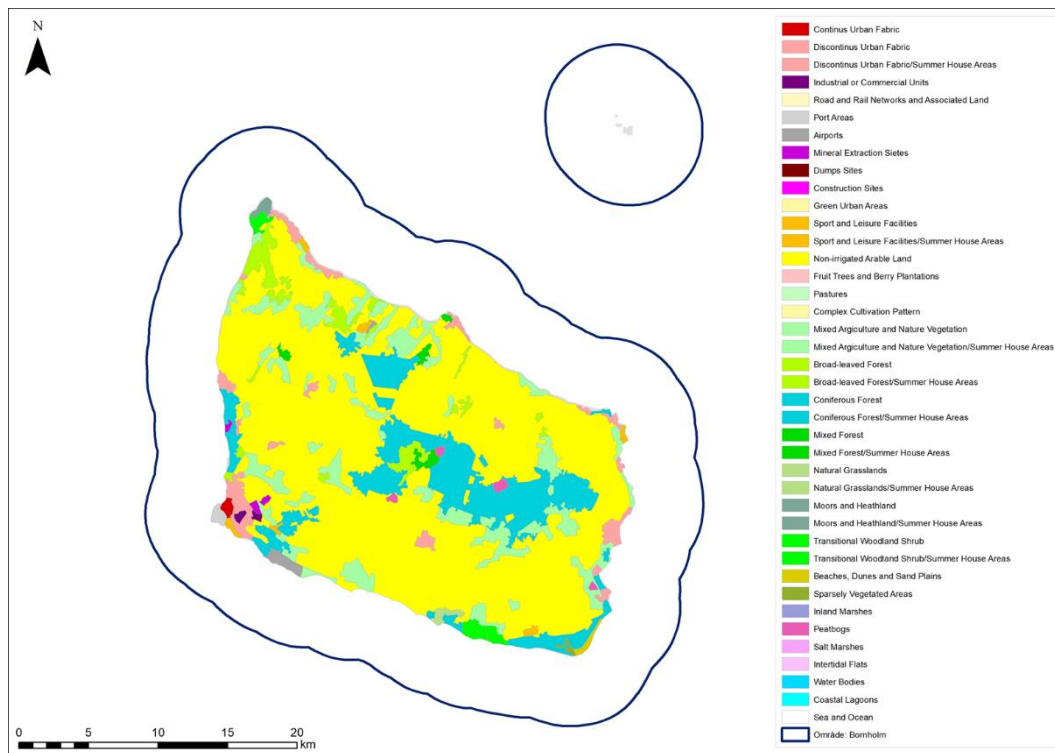 N
Continus Urban Fabric
Discontinus Urban Fabric
Discontinus Urban Fabric/Summer House Areas
Industrial or Commercial Units
Road and Rail Networks and Associated Land
Port Areas
Airports
Mineral Extraction Sietes
Dumps Sites
Construction Sites
Green Urban Areas
Sport and Leisure Facilities
Sport and Leisure Facilities/Summer House Areas
Non-irrigated Arable Land
Fruit Trees and Berry Plantations
Pastures
Complex Cultivation Pattern
Mixed Argiculture and Nature Vegetation
Mixed Argiculture and Nature Vegetation/Summer House Areas
Broad-leaved Forest
Broad-leaved Forest/Summer House Areas
Coniferous Forest
Coniferous Forest/Summer House Areas
Mixed Forest
Mixed Forest/Summer House Areas
Natural Grasslands
Natural Grasslands/Summer House Areas
Moors and Heathland
Moors and Heathland/Summer House Areas
Transitional Woodland Shrub
Transitional Woodland Shrub/Summer House Areas
Beaches, Dunes and Sand Plains
Sparsely Vegetated Areas
Inland Marshes
Peatbogs
Salt Marshes
Intertidal Flats
Water Bodies
Coastal Lagoons
Sea and Ocean
Område: Bornholm
0 5 10 15 20
km